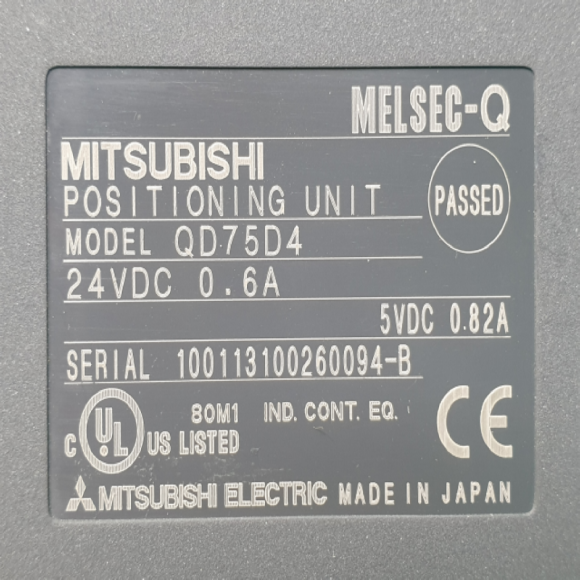 MELSEC-Q
MITSUBISHI
POSITIONING UNIT
PASSED
MODEL QD75D4
24VDC 0.6A
5VDC 0.82A
SERIAL 100113100260094-B
C UL US LISTED
80M1 IND. CONT. EQ.
CE
MITSUBISHI ELECTRIC MADE IN JAPAN